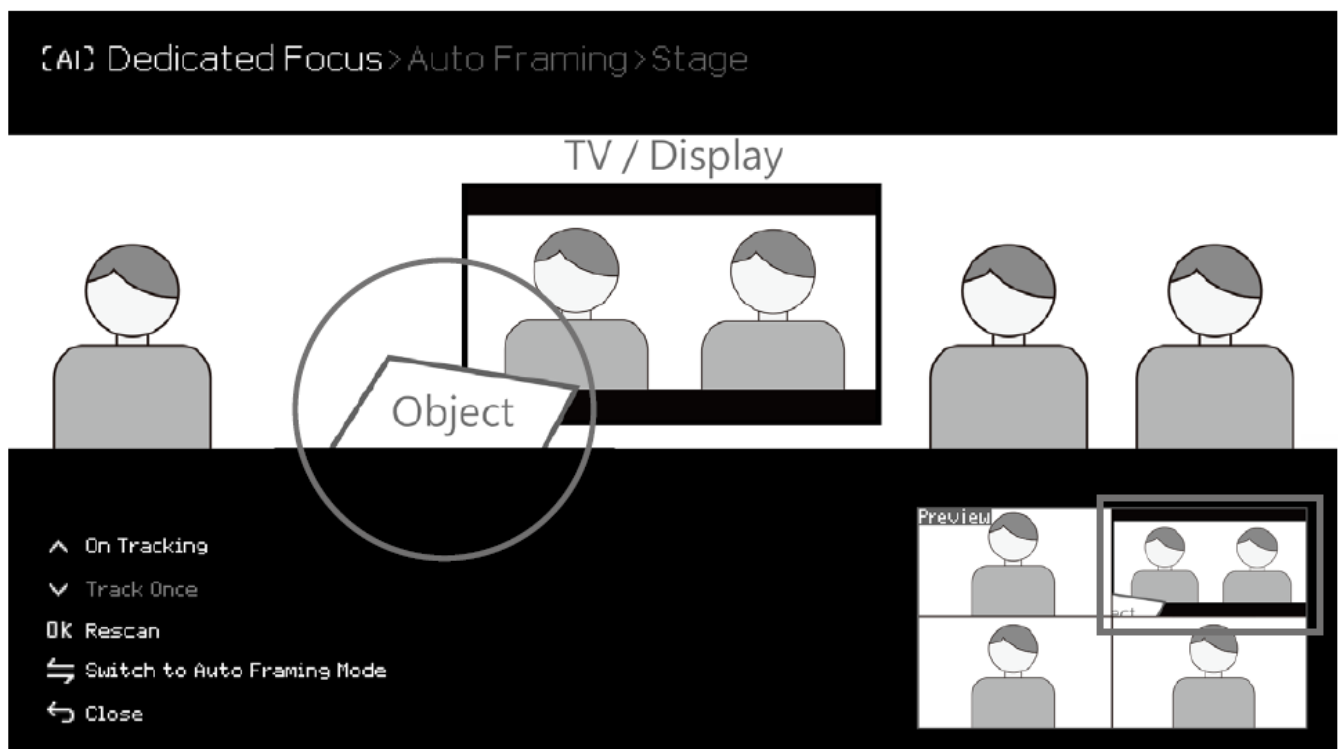 [AI] Dedicated Focus>Auto Framing>Stage
TV / Display
Object
Preview
ect
On Tracking
Track Once
OK Rescan
Switch to Auto Framing Mode
Close